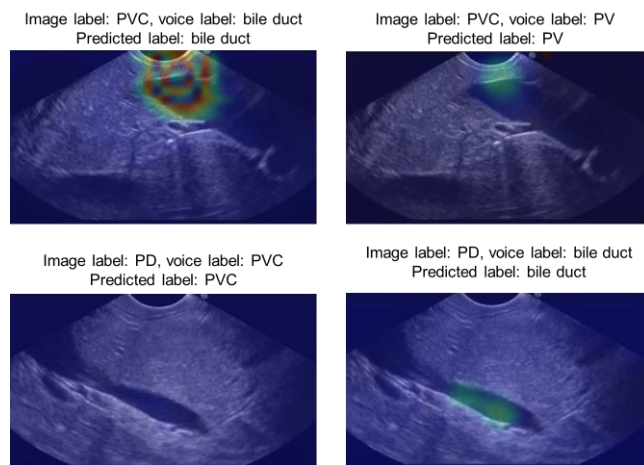 Image label: PVC, voice label: bile duct
Predicted label: bile duct
Image label: PVC, voice label: PV
Predicted label: PV
Image label: PD, voice label: PVC
Predicted label: PVC
Image label: PD, voice label: bile duct
Predicted label: bile duct